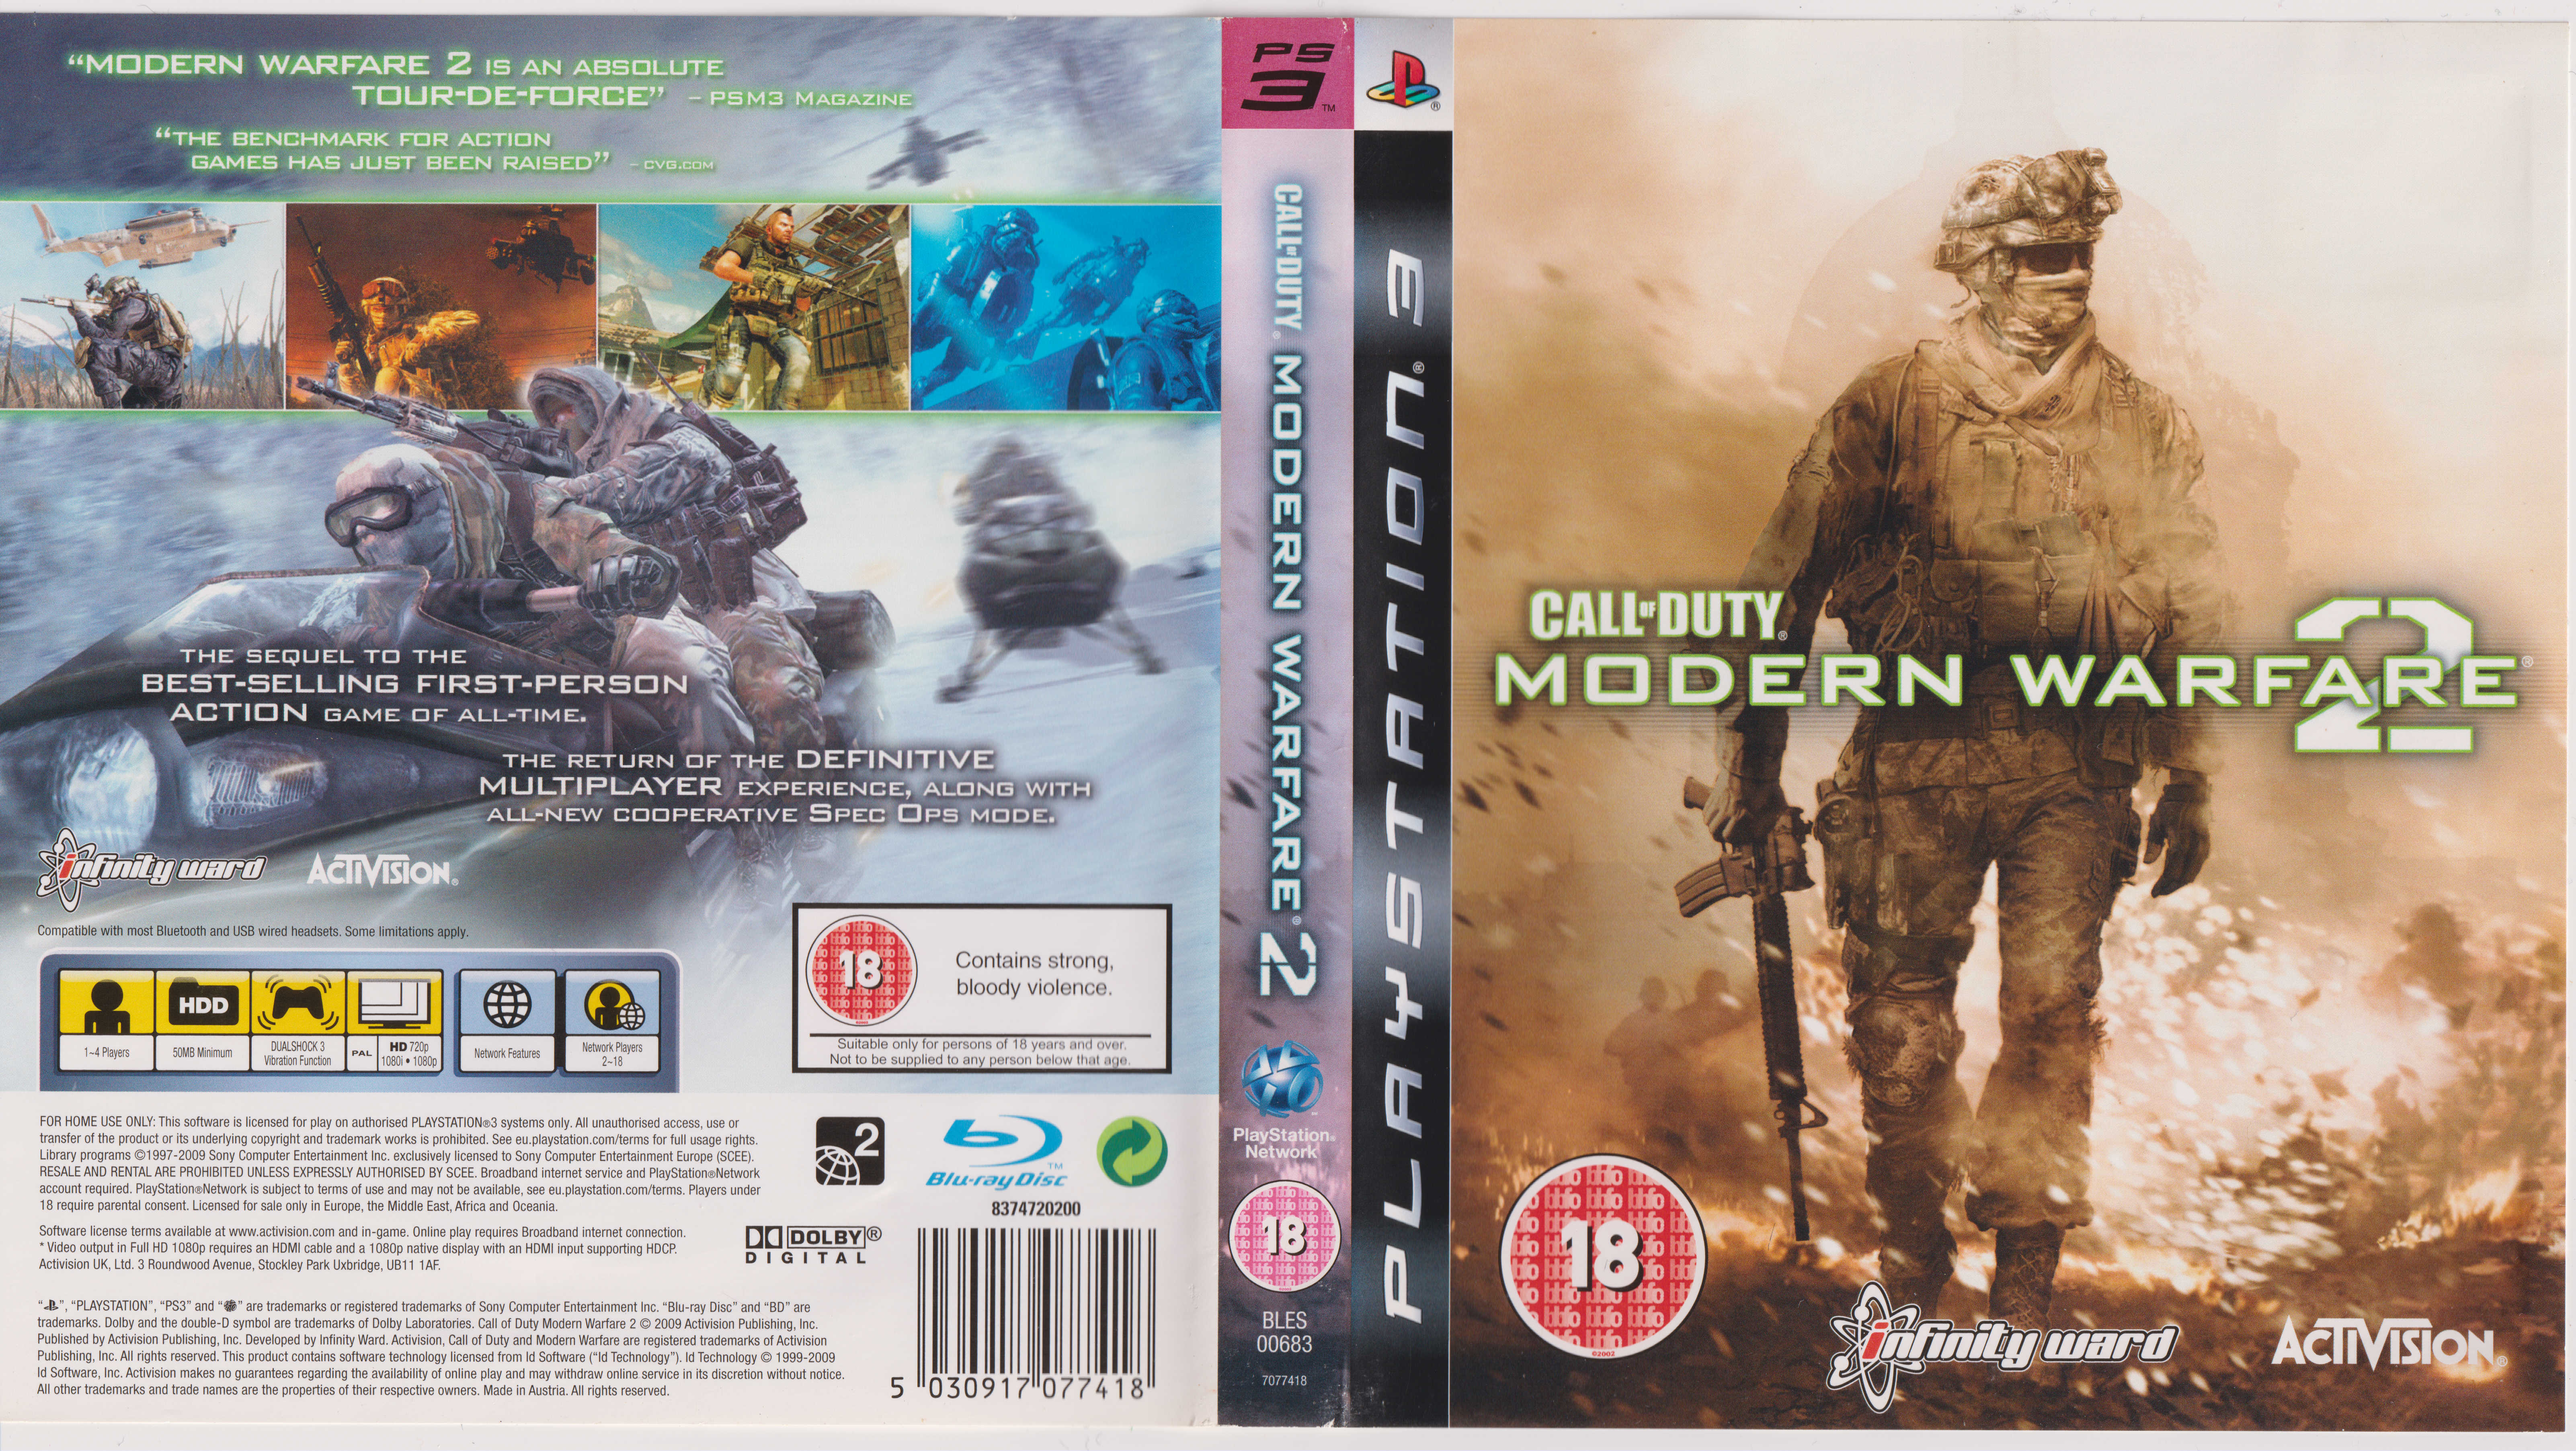 “MODERN WARFARE 2 IS AN ABSOLUTE
TOUR-DE-FORCE” – PSM3 MAGAZINE
“THE BENCHMARK FOR ACTION
GAMES HAS JUST BEEN RAISED” – CVG.COM
THE SEQUEL TO THE
BEST-SELLING FIRST-PERSON
ACTION GAME OF ALL-TIME.
THE RETURN OF THE DEFINITIVE
MULTIPLAYER EXPERIENCE, ALONG WITH
ALL-NEW COOPERATIVE SPEC OPS MODE.
infinity ward
ACTIVISION®
Compatible with most Bluetooth and USB wired headsets. Some limitations apply.
1~4 Players
HDD
50MB Minimum
DUALSHOCK 3
Vibration Function
PAL
HD 720p
1080i • 1080p
Network Features
Network Players
2~18
18
Contains strong,
bloody violence.
Suitable only for persons of 18 years and over.
Not to be supplied to any person below that age.
FOR HOME USE ONLY: This software is licensed for play on authorised PLAYSTATION®3 systems only. All unauthorised access, use or
transfer of the product or its underlying copyright and trademark works is prohibited. See eu.playstation.com/terms for full usage rights.
Library programs ©1997-2009 Sony Computer Entertainment Inc. exclusively licensed to Sony Computer Entertainment Europe (SCEE).
RESALE AND RENTAL ARE PROHIBITED UNLESS EXPRESSLY AUTHORISED BY SCEE. Broadband internet service and PlayStation®Network
account required. PlayStation®Network is subject to terms of use and may not be available, see eu.playstation.com/terms. Players under
18 require parental consent. Licensed for sale only in Europe, the Middle East, Africa and Oceania.
Software license terms available at www.activision.com and in-game. Online play requires Broadband internet connection.
* Video output in Full HD 1080p requires an HDMI cable and a 1080p native display with an HDMI input supporting HDCP.
Activision UK, Ltd. 3 Roundwood Avenue, Stockley Park Uxbridge, UB11 1AF.
“ ”, “PLAYSTATION”, “PS3” and “ ” are trademarks or registered trademarks of Sony Computer Entertainment Inc. “Blu-ray Disc” and “BD” are
trademarks. Dolby and the double-D symbol are trademarks of Dolby Laboratories. Call of Duty Modern Warfare 2 © 2009 Activision Publishing, Inc.
Published by Activision Publishing, Inc. Developed by Infinity Ward. Activision, Call of Duty and Modern Warfare are registered trademarks of Activision
Publishing, Inc. All rights reserved. This product contains software technology licensed from Id Software (“Id Technology”). Id Technology © 1999-2009
Id Software, Inc. Activision makes no guarantees regarding the availability of online play and may withdraw online service in its discretion without notice.
All other trademarks and trade names are the properties of their respective owners. Made in Austria. All rights reserved.
2
Blu-ray Disc™
8374720200
DOLBY®
DIGITAL
5 030917 077418
PS3™
CALL OF DUTY® MODERN WARFARE® 2
PlayStation®
Network
18
BLES
00683
7077418
PLAYSTATION®3
CALL OF DUTY®
MODERN WARFARE® 2
18
©2002
infinity ward
ACTIVISION®